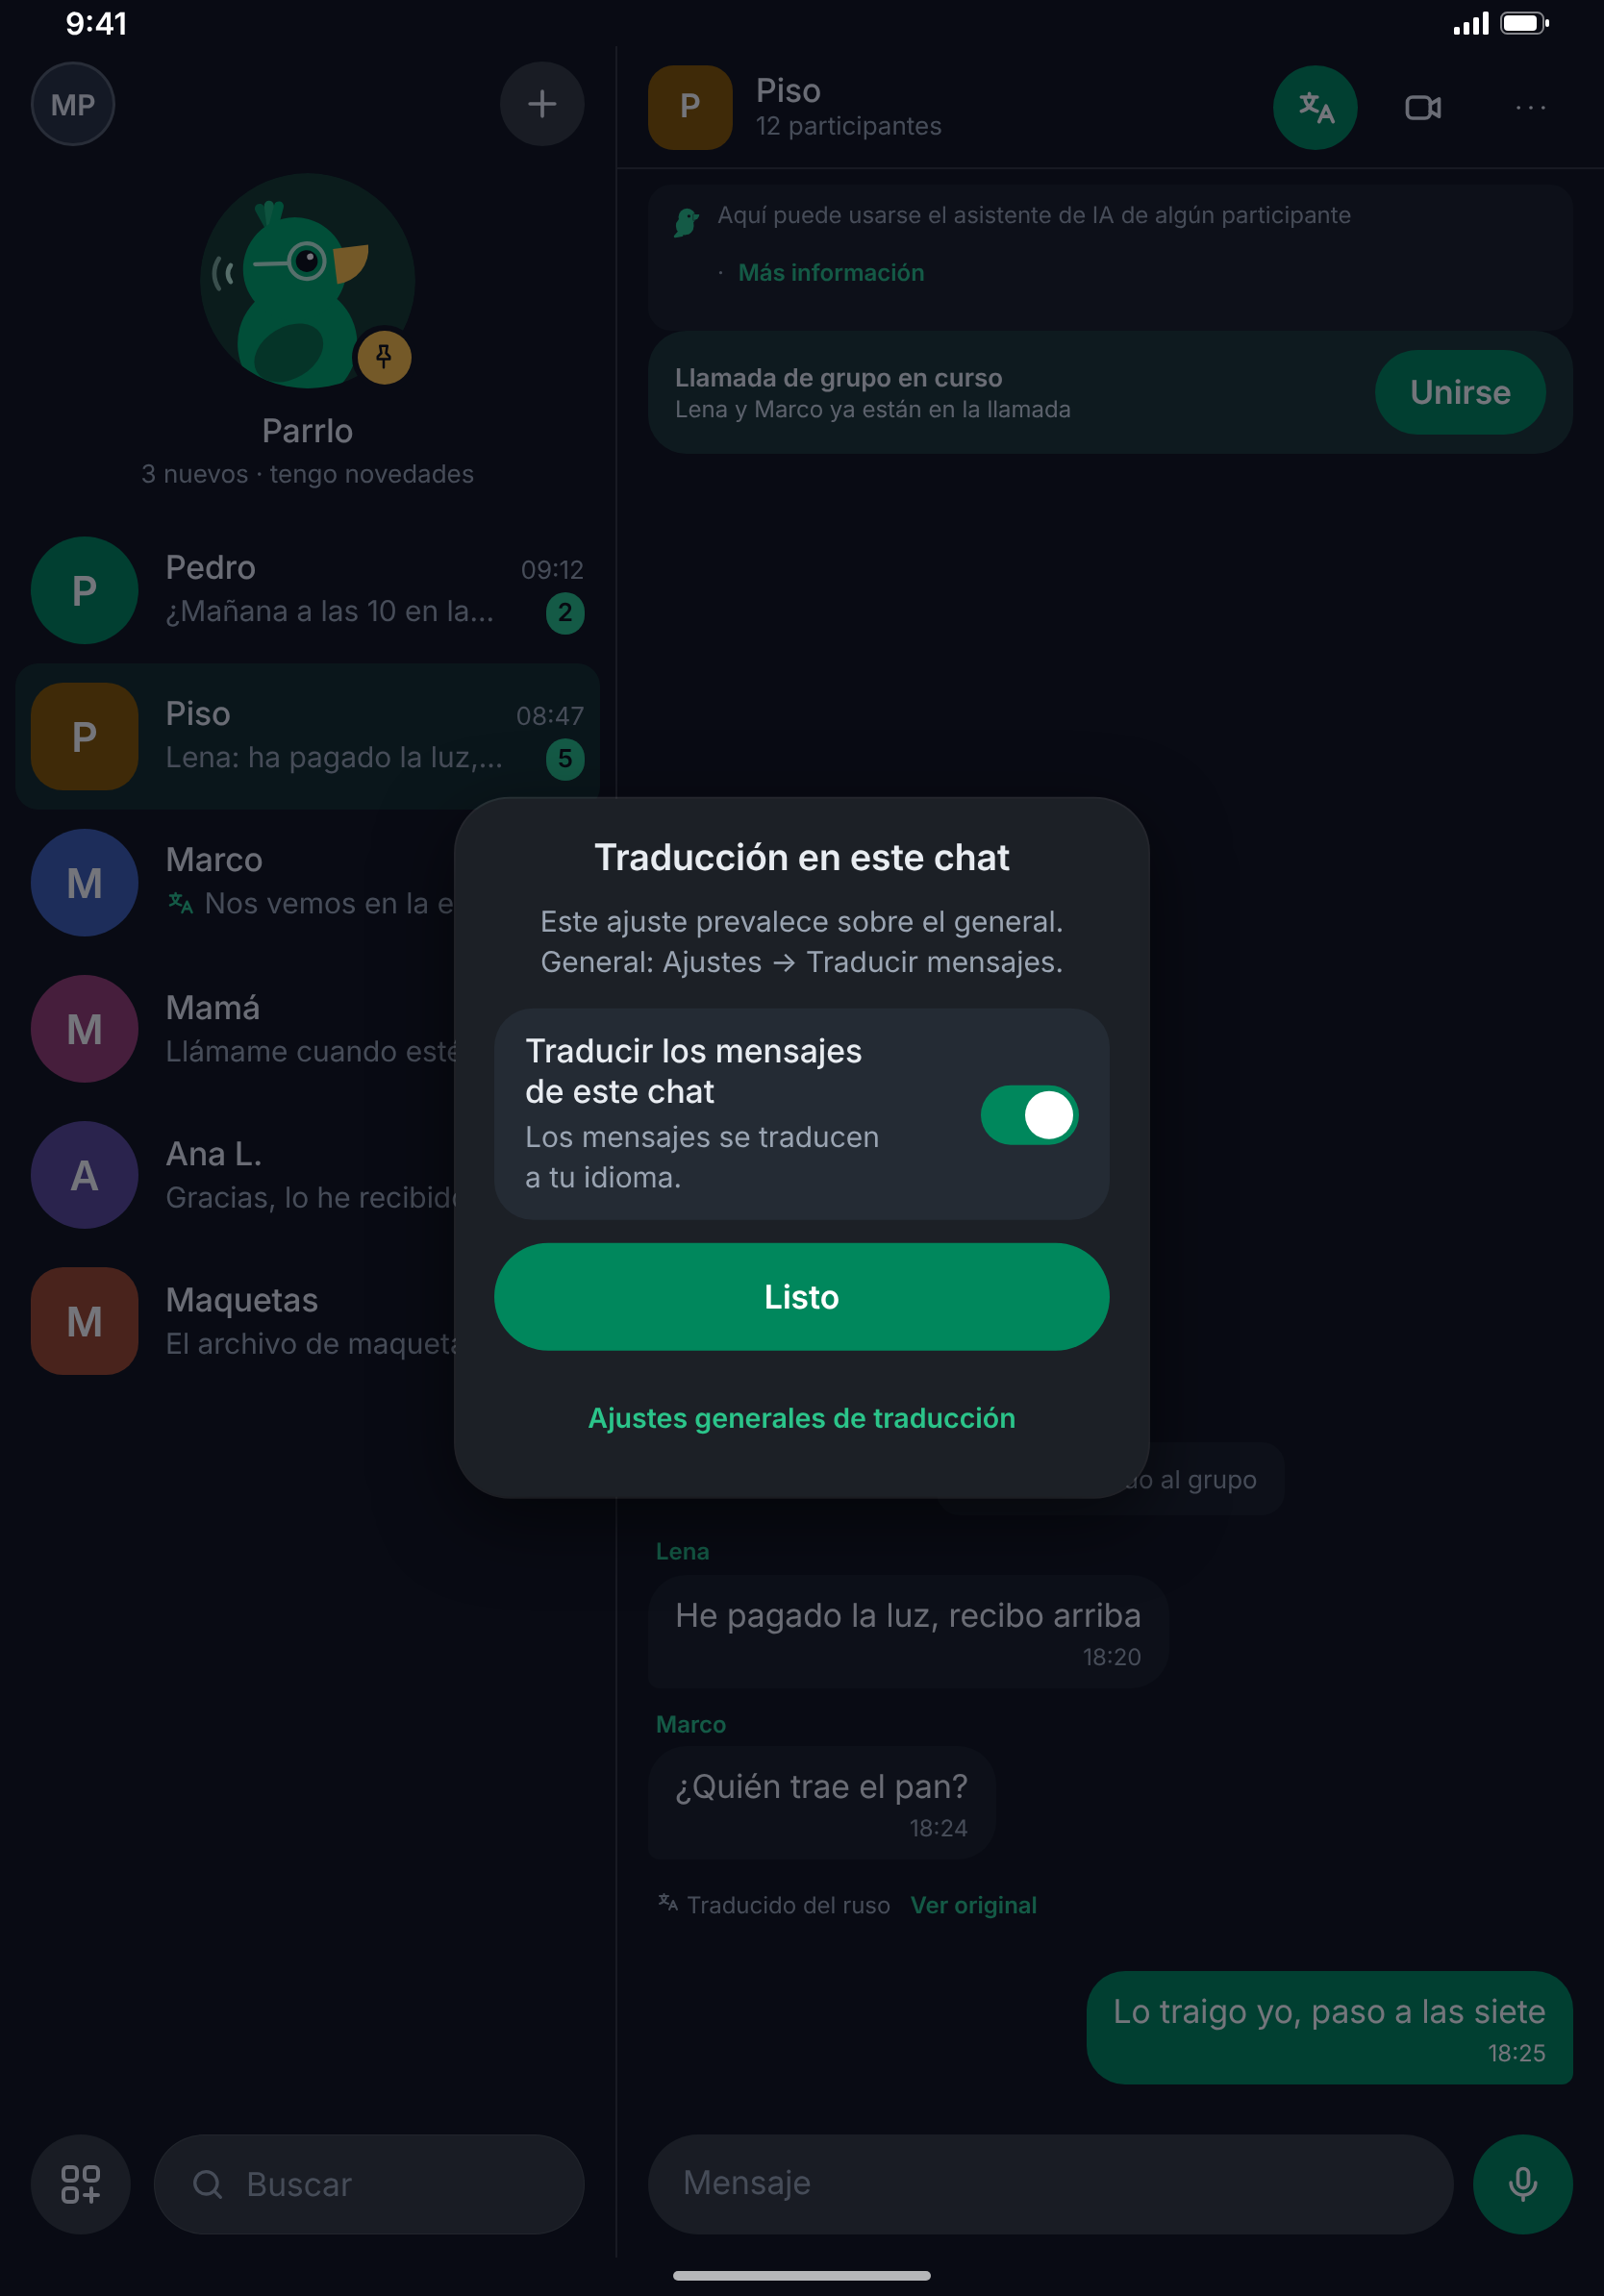 9:41
MP
Parrlo
3 nuevos · tengo novedades
P
Pedro
09:12
¿Mañana a las 10 en la...
2
P
Piso
08:47
Lena: ha pagado la luz,...
5
M
Marco
Nos vemos en la e
M
Mamá
Llámame cuando esté
A
Ana L.
Gracias, lo he recibido
M
Maquetas
El archivo de maqueta
Buscar
P
Piso
12 participantes
Aquí puede usarse el asistente de IA de algún participante
· Más información
Llamada de grupo en curso
Lena y Marco ya están en la llamada
Unirse
Traducción en este chat
Este ajuste prevalece sobre el general.
General: Ajustes → Traducir mensajes.
Traducir los mensajes
de este chat
Los mensajes se traducen
a tu idioma.
Listo
Ajustes generales de traducción
al grupo
Lena
He pagado la luz, recibo arriba
18:20
Marco
¿Quién trae el pan?
18:24
Traducido del ruso Ver original
Lo traigo yo, paso a las siete
18:25
Mensaje